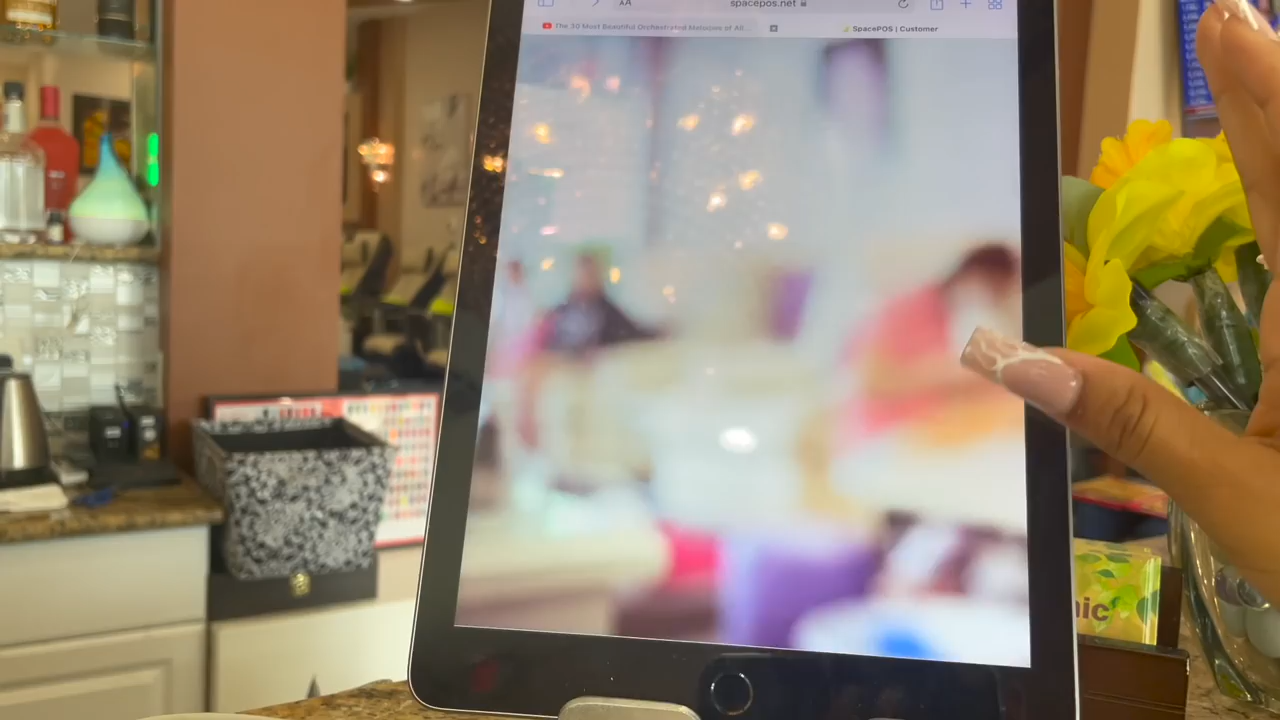 AA
spacepos.net
The 30 Most Beautiful Orchestrated Melodies of All...
SpacePOS | Customer
nic